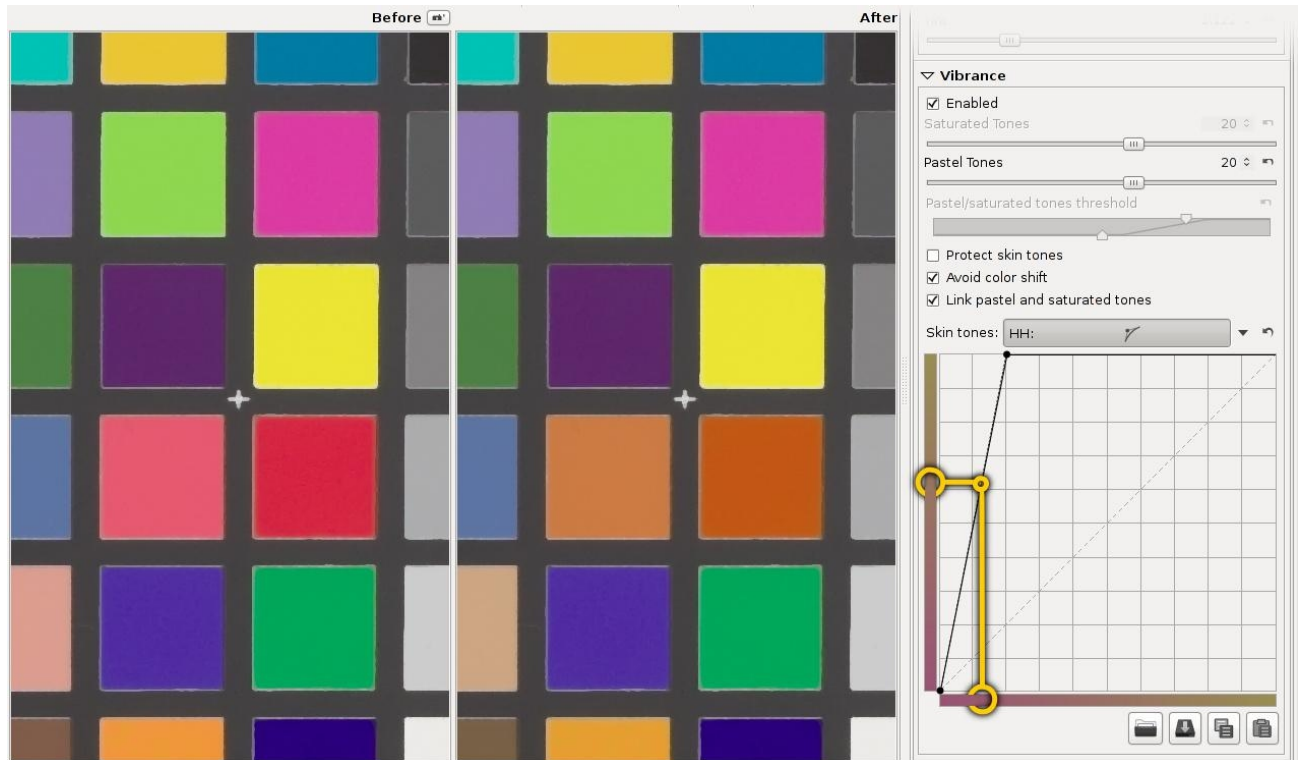 Before
After
Vibrance
Enabled
Saturated Tones 20
Pastel Tones 20
Pastel/saturated tones threshold
Protect skin tones
Avoid color shift
Link pastel and saturated tones
Skin tones: HH: